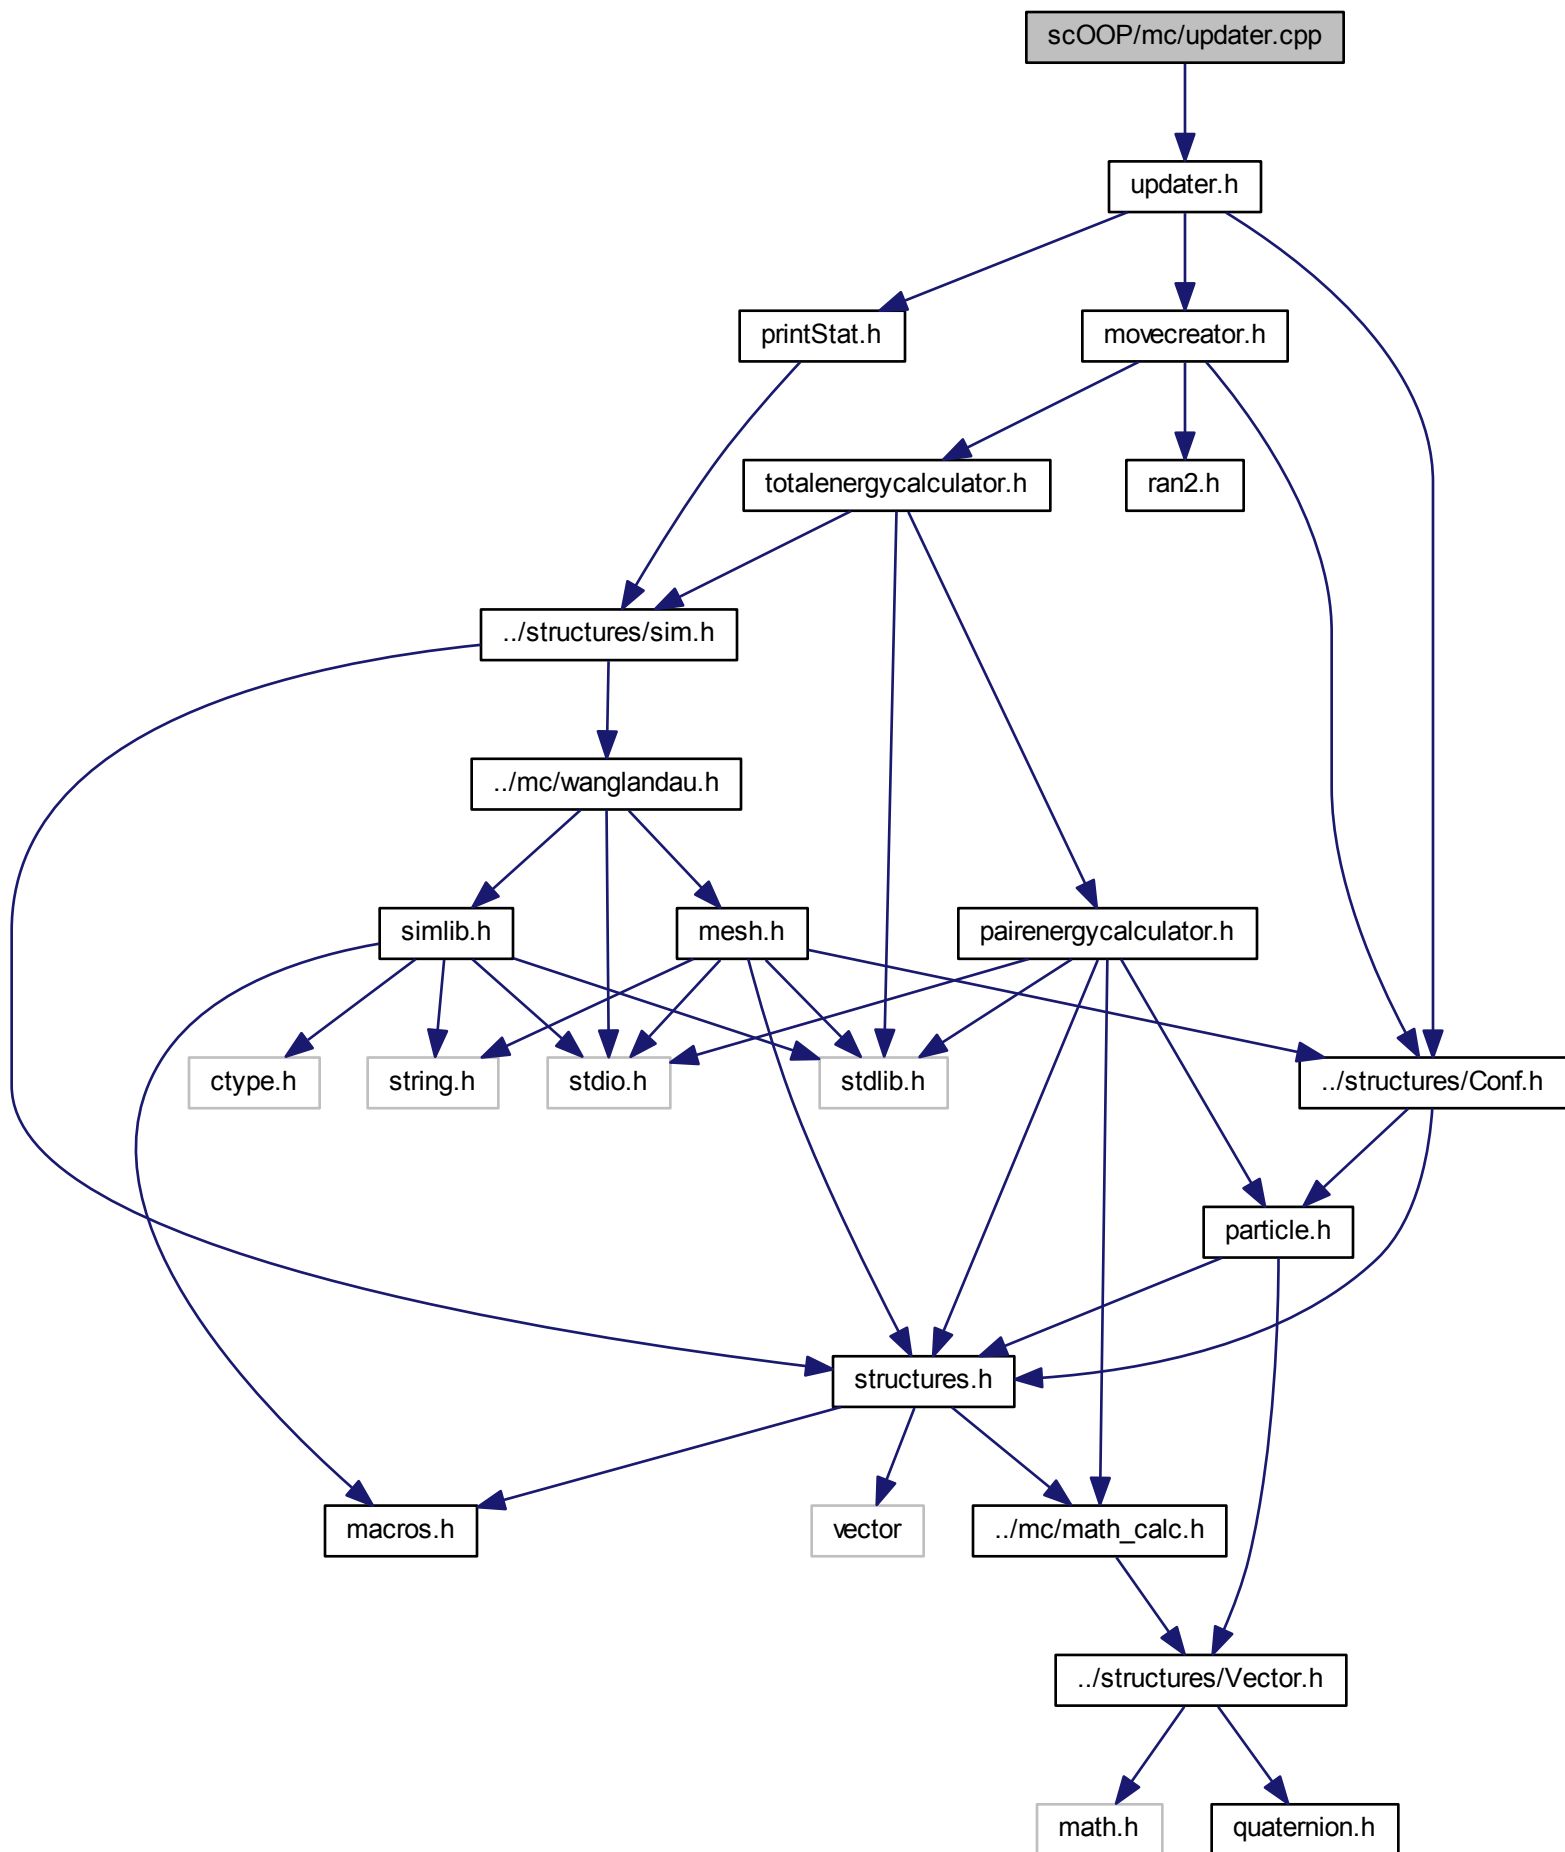 scOOP/mc/updater.cpp
updater.h
printStat.h
movecreator.h
totalenergycalculator.h
ran2.h
../structures/sim.h
../mc/wanglandau.h
simlib.h
mesh.h
pairenergycalculator.h
ctype.h
string.h
stdio.h
stdlib.h
../structures/Conf.h
particle.h
structures.h
macros.h
vector
../mc/math_calc.h
../structures/Vector.h
math.h
quaternion.h